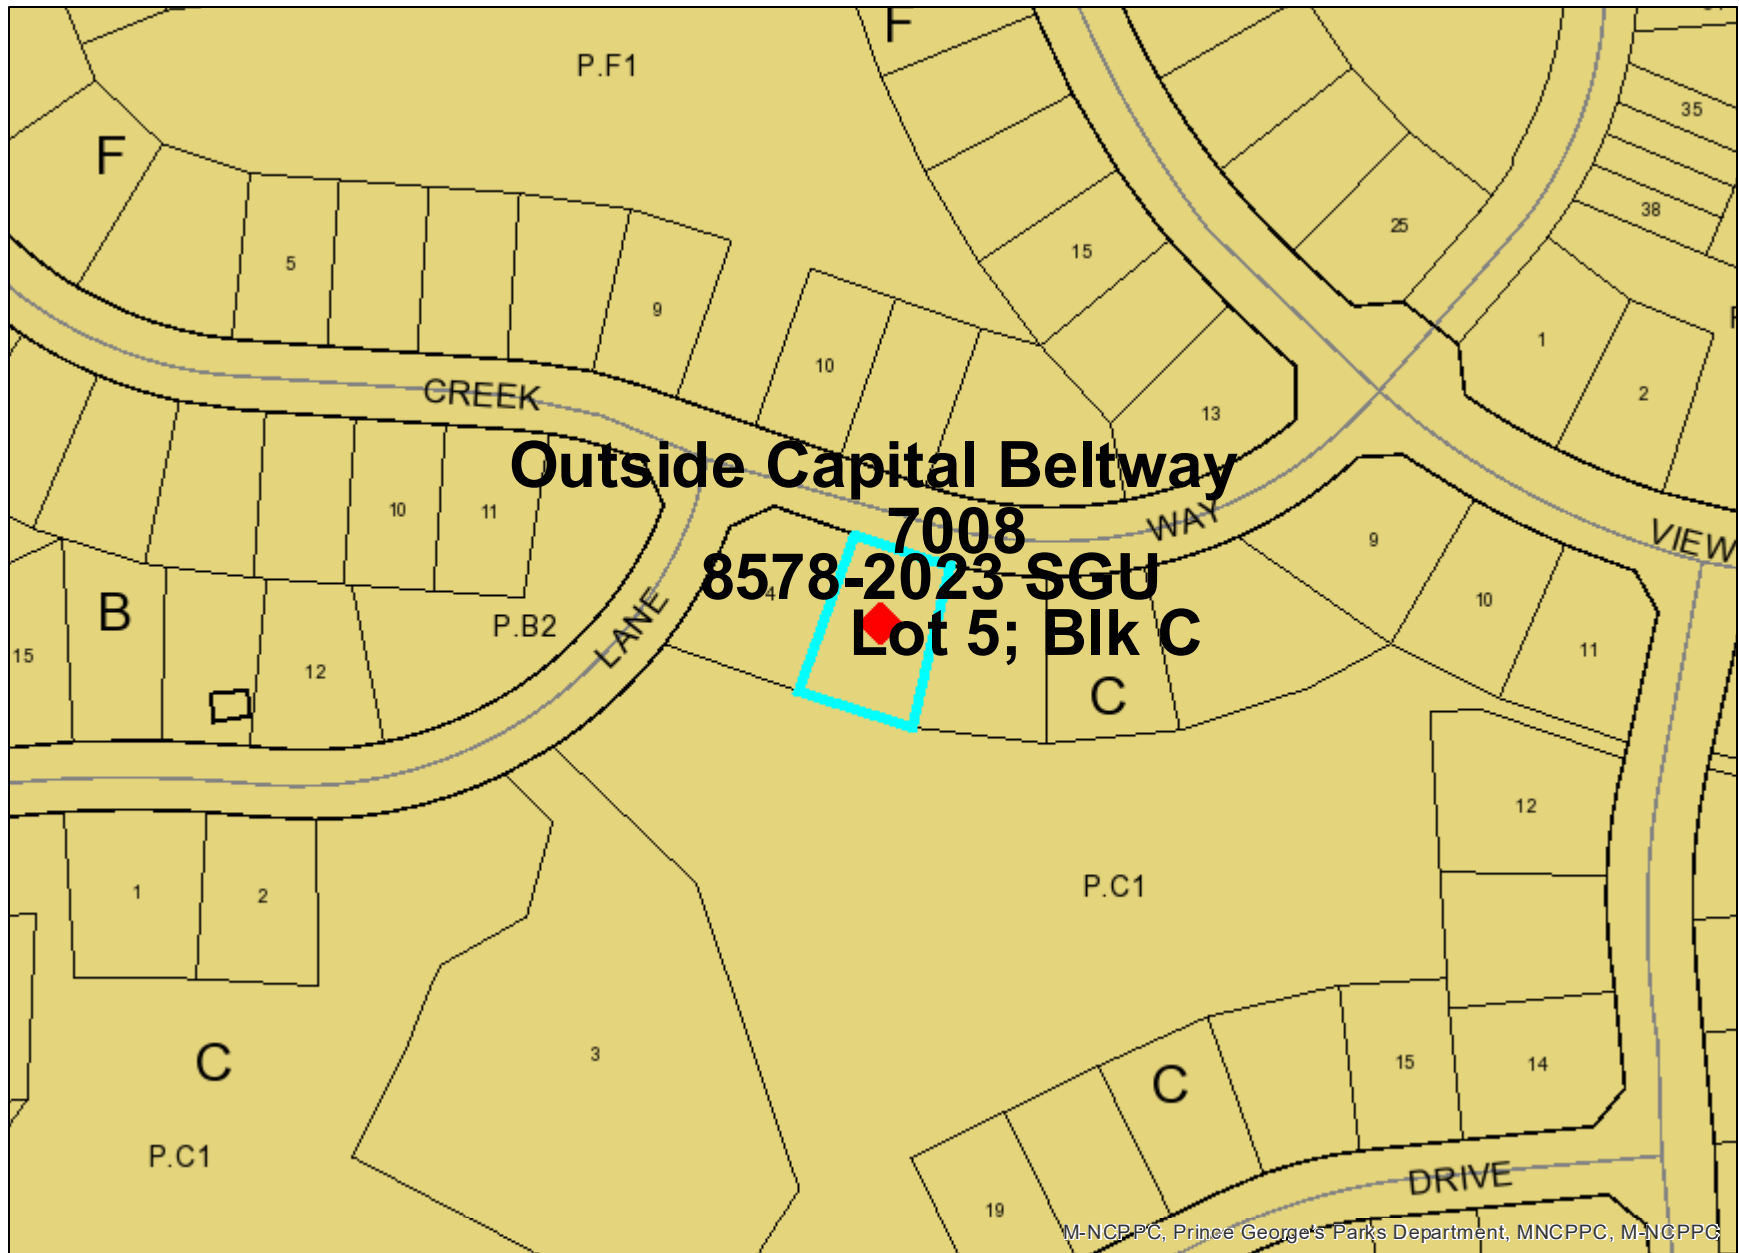 F
P.F1
35
F
38
25
15
5
1
9
10
2
13
CREEK
Outside Capital Beltway
10
11
WAY
7008
VIEW
9
8578-2023 SGU
4
10
B
P.B2
LANE
Lot 5; Blk C
15
12
11
C
12
P.C1
1
2
C
3
15
14
C
P.C1
DRIVE
19
M-NCPPC, Prince George's Parks Department, MNCPPC, M-NCPPC